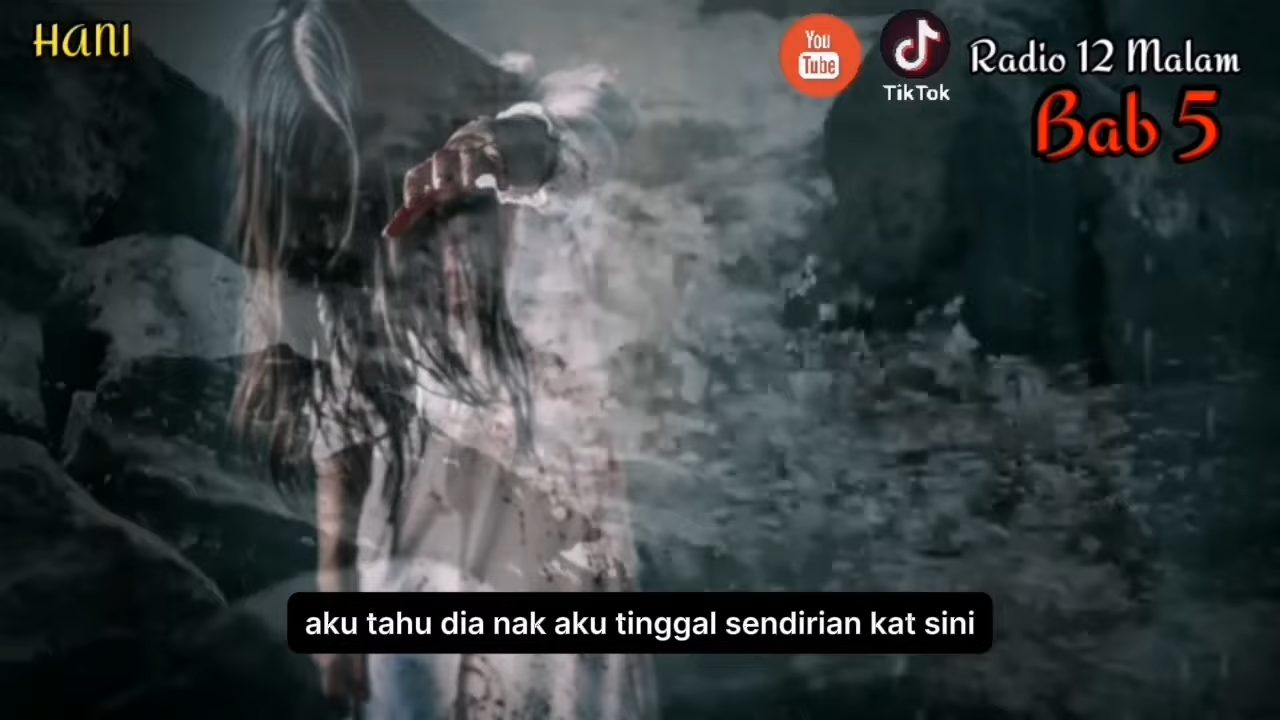 HANI
You
Tube
TikTok
Radio 12 Malam
Bab 5
aku tahu dia nak aku tinggal sendirian kat sini